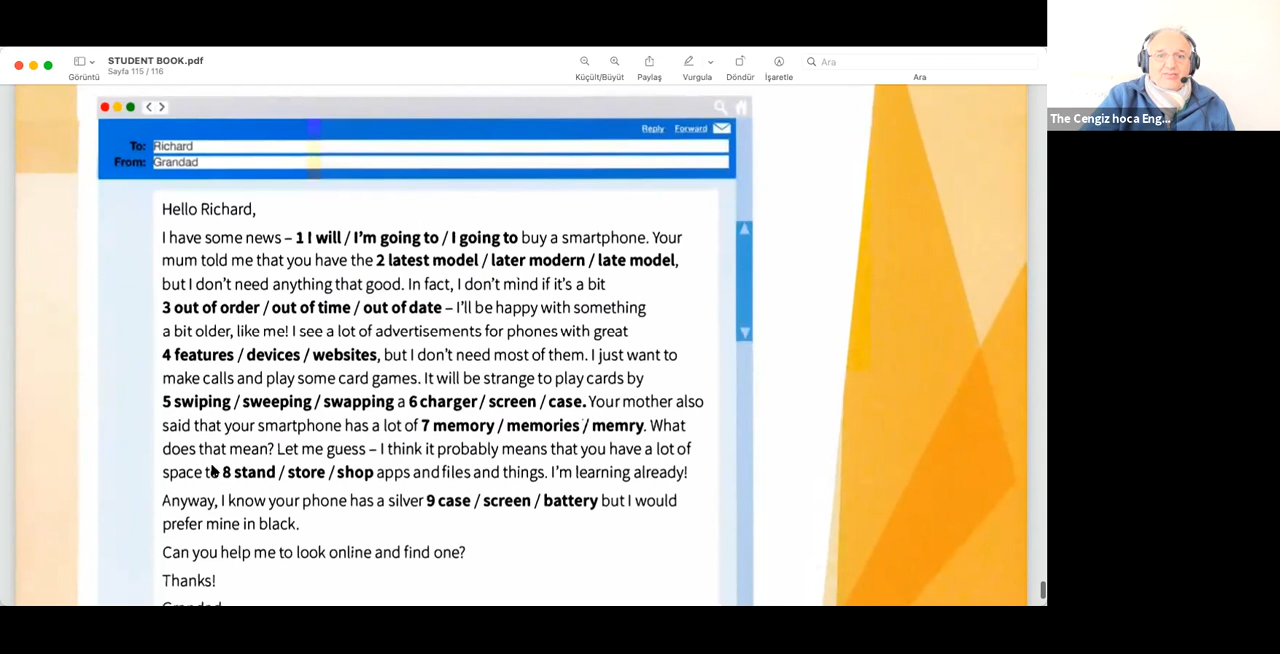 STUDENT BOOK.pdf
Sayfa 115 / 116
Görüntü
Küçült/Büyüt
Paylaş
Vurgula
Döndür
İşaretle
Ara
Ara
The Cengiz hoca Eng...
Reply Forward
To: Richard
From: Grandad
Hello Richard,
I have some news – 1 I will / I'm going to / I going to buy a smartphone. Your
mum told me that you have the 2 latest model / later modern / late model,
but I don't need anything that good. In fact, I don't mind if it's a bit
3 out of order / out of time / out of date – I'll be happy with something
a bit older, like me! I see a lot of advertisements for phones with great
4 features / devices / websites, but I don't need most of them. I just want to
make calls and play some card games. It will be strange to play cards by
5 swiping / sweeping / swapping a 6 charger / screen / case. Your mother also
said that your smartphone has a lot of 7 memory / memories / memry. What
does that mean? Let me guess – I think it probably means that you have a lot of
space to 8 stand / store / shop apps and files and things. I'm learning already!
Anyway, I know your phone has a silver 9 case / screen / battery but I would
prefer mine in black.
Can you help me to look online and find one?
Thanks!
Grandad